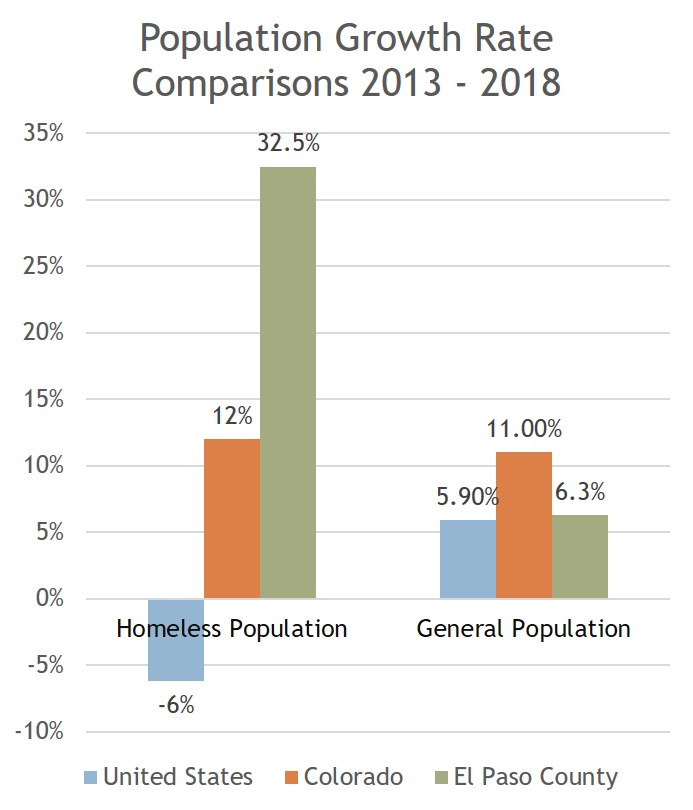 Population Growth Rate
Comparisons 2013 - 2018
35%
32.5%
30%
25%
20%
15%
12%
11.00%
10%
5.90%
6.3%
5%
0%
Homeless Population
General Population
-5%
-6%
-10%
United States
Colorado
El Paso County